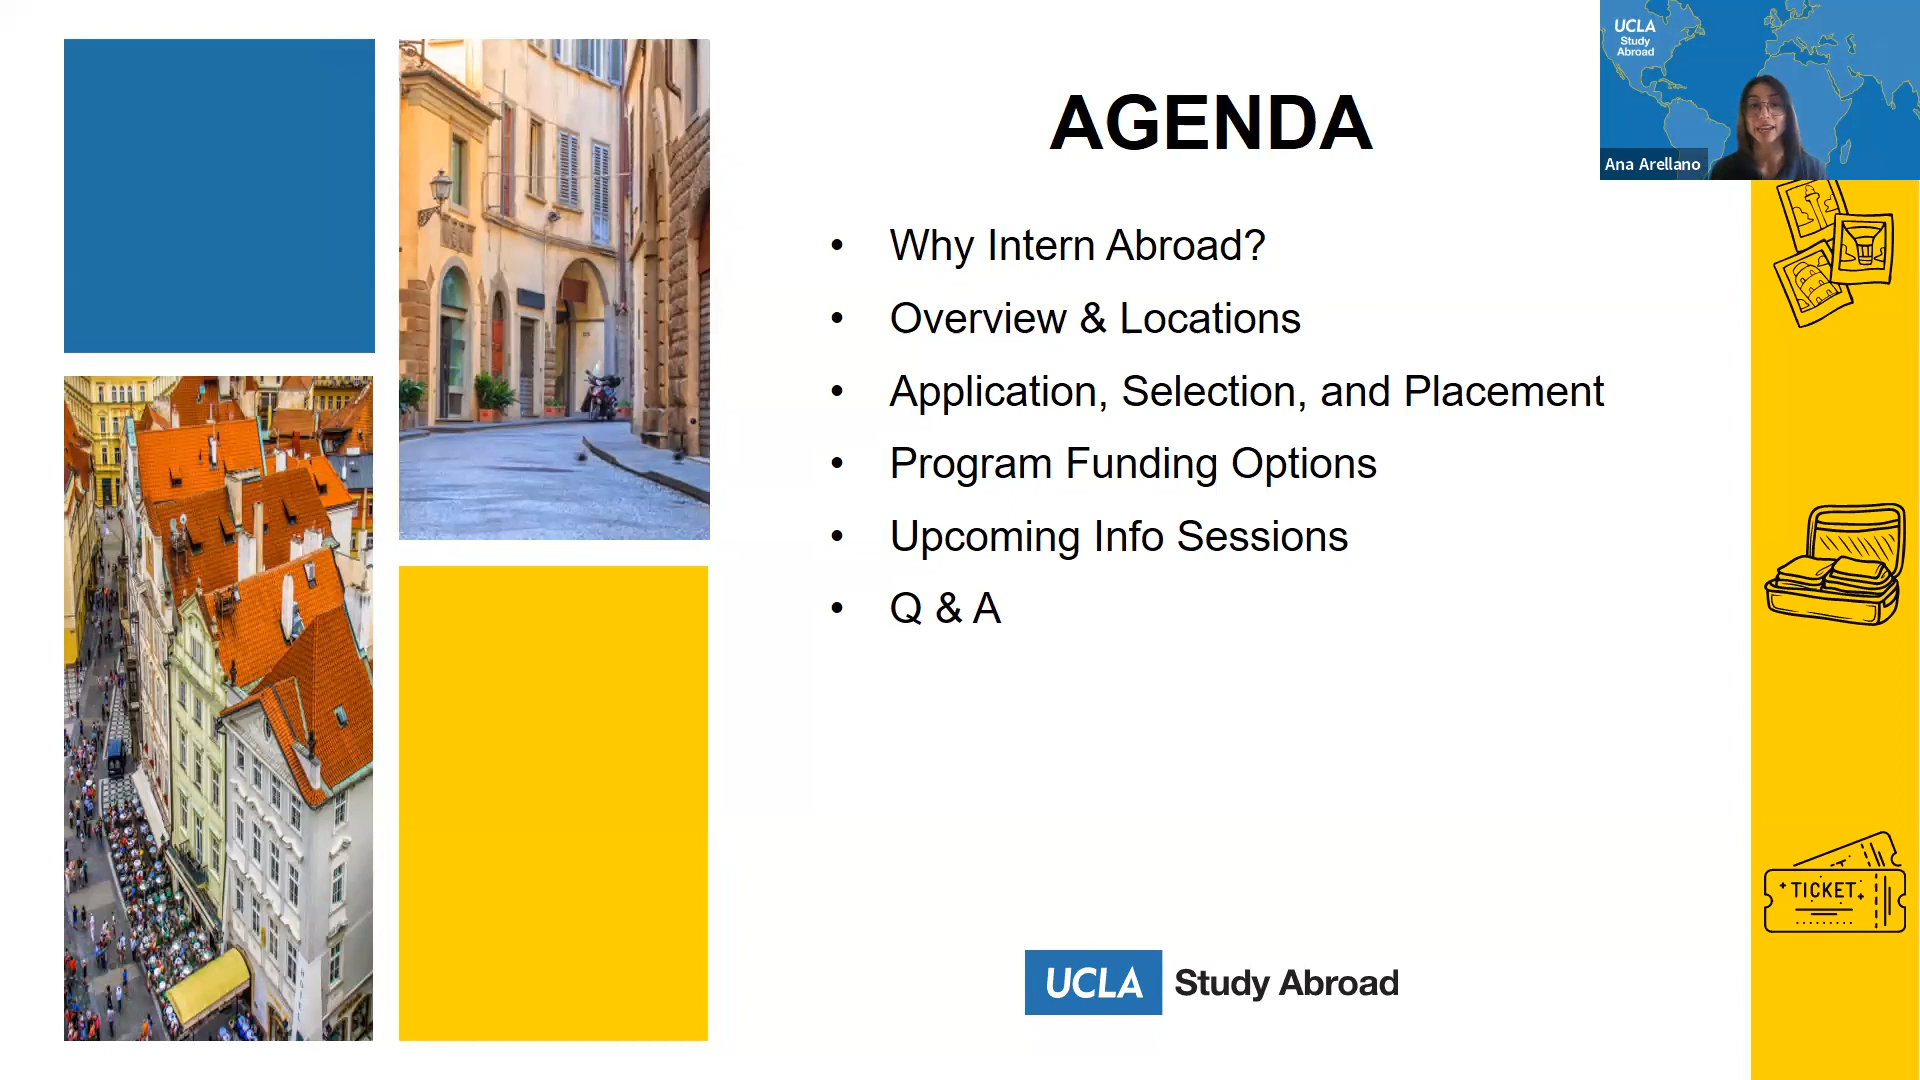 AGENDA
• Why Intern Abroad?
• Overview & Locations
• Application, Selection, and Placement
• Program Funding Options
• Upcoming Info Sessions
• Q & A
UCLA Study Abroad
UCLA
Study
Abroad
Ana Arellano
TICKET